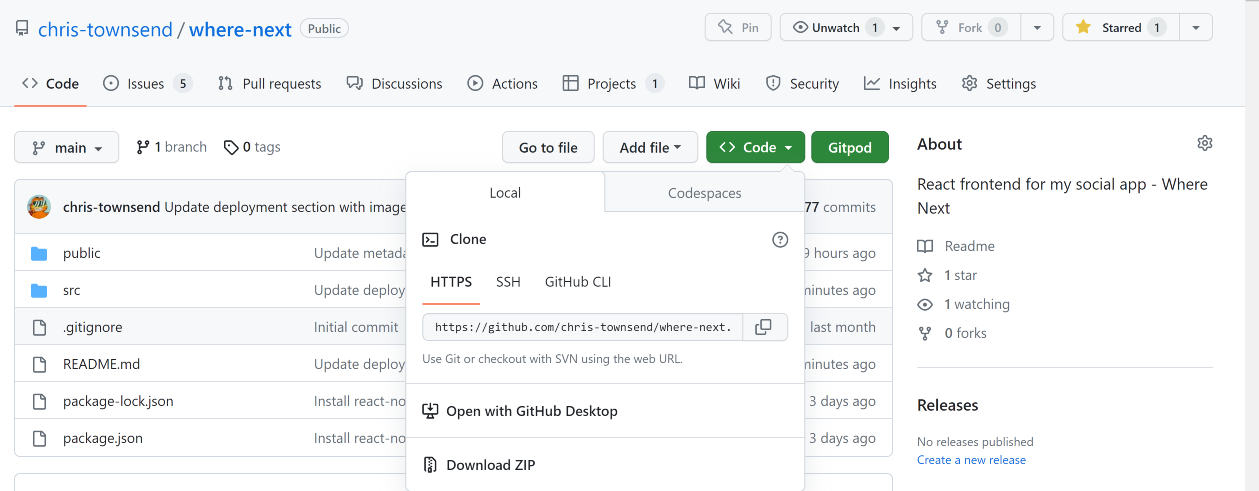 chris-townsend / where-next Public
Pin Unwatch 1 Fork 0 Starred 1
Code Issues 5 Pull requests Discussions Actions Projects 1 Wiki Security Insights Settings
main 1 branch 0 tags Go to file Add file Code Gitpod
About
React frontend for my social app - Where
Next
Readme
1 star
1 watching
0 forks
Releases
No releases published
Create a new release
chris-townsend Update deployment section with image 77 commits
public Update metada 9 hours ago
src Update deploy minutes ago
.gitignore Initial commit last month
README.md Update deploy minutes ago
package-lock.json Install react-no 3 days ago
package.json Install react-no 3 days ago
Local Codespaces
Clone
HTTPS SSH GitHub CLI
https://github.com/chris-townsend/where-next.
Use Git or checkout with SVN using the web URL.
Open with GitHub Desktop
Download ZIP